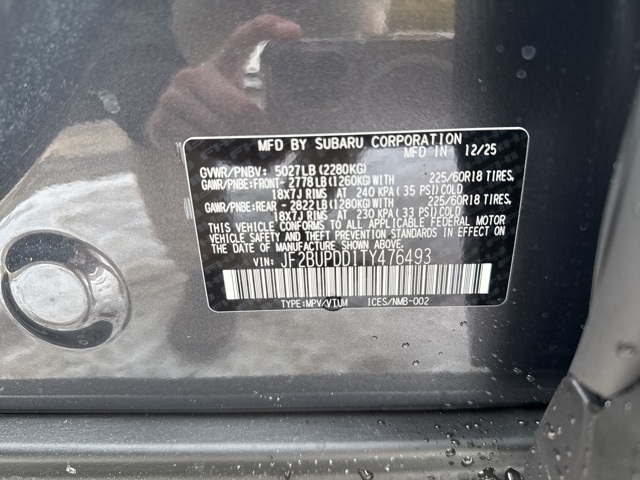 MFD BY SUBARU CORPORATION
MFD IN 12/25
GVWR/PNBV: 5027LB (2280KG)
GAWR/PNBE:FRONT- 2778LB (1260KG) WITH 225/60R18 TIRES,
18X7J RIMS AT 240 KPA ( 35 PSI) COLD
GAWR/PNBE:REAR - 2822LB (1280KG) WITH 225/60R18 TIRES,
18X7J RIMS AT 230 KPA ( 33 PSI) COLD
THIS VEHICLE CONFORMS TO ALL APPLICABLE FEDERAL MOTOR
VEHICLE SAFETY AND THEFT PREVENTION STANDARDS IN EFFECT ON
THE DATE OF MANUFACTURE SHOWN ABOVE.
VIN: JF2BUPDD1TY476493
TYPE:MPV/VTUM ICES/NMB-002